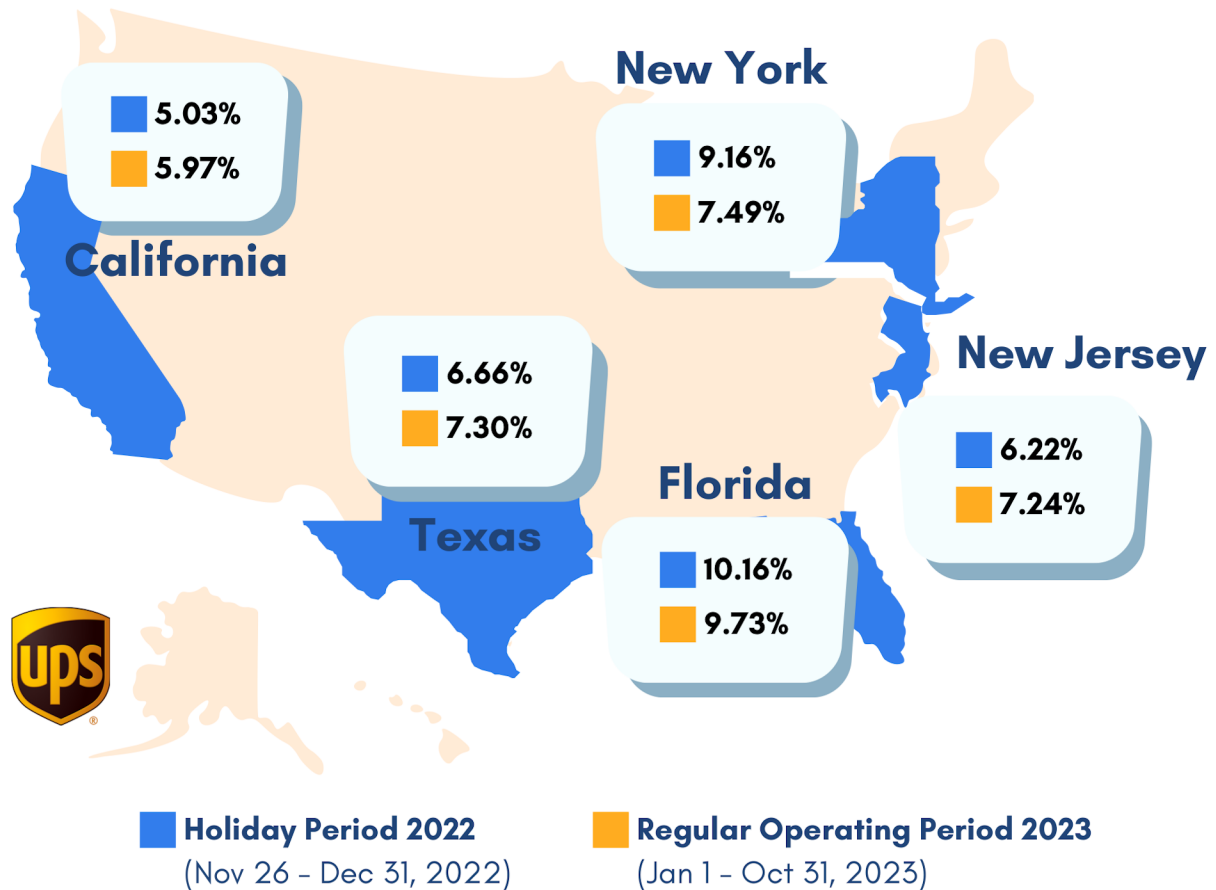 New York
5.03%
5.97%
9.16%
7.49%
California
New Jersey
6.66%
7.30%
6.22%
7.24%
Florida
Texas
10.16%
9.73%
ups
®
Holiday Period 2022
(Nov 26 - Dec 31, 2022)
Regular Operating Period 2023
(Jan 1 - Oct 31, 2023)